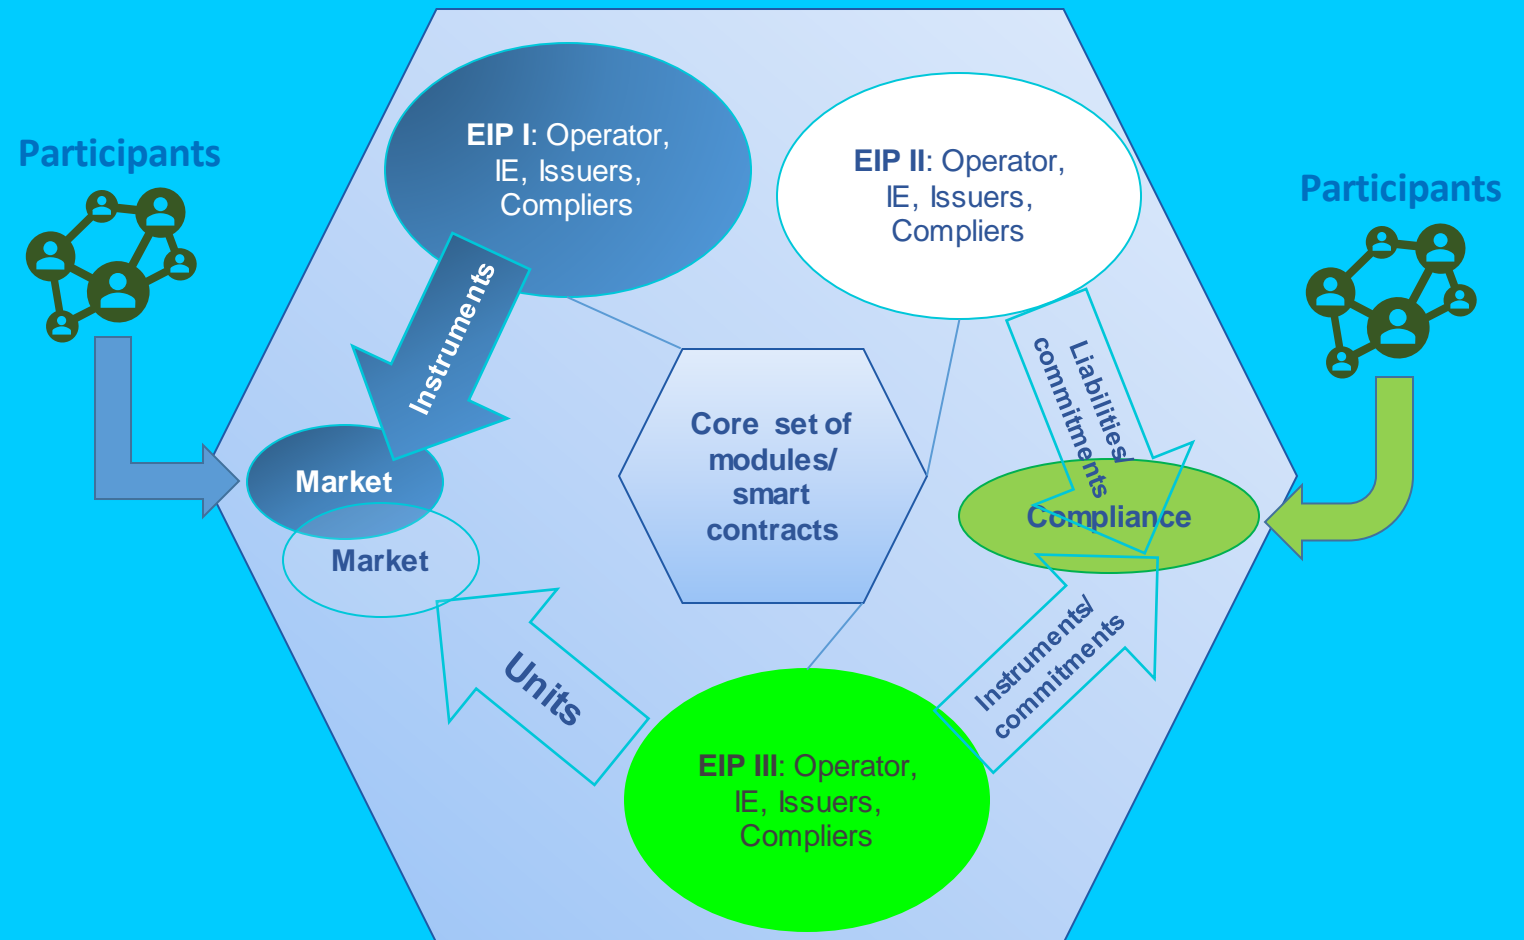 Participants
EIP I: Operator,
IE, Issuers,
Compliers
EIP II: Operator,
IE, Issuers,
Compliers
Participants
Instruments
Liabilities/
commitments
Core set of
modules/
smart
contracts
Market
Market
Compliance
Units
Instruments/
commitments
EIP III: Operator,
IE, Issuers,
Compliers